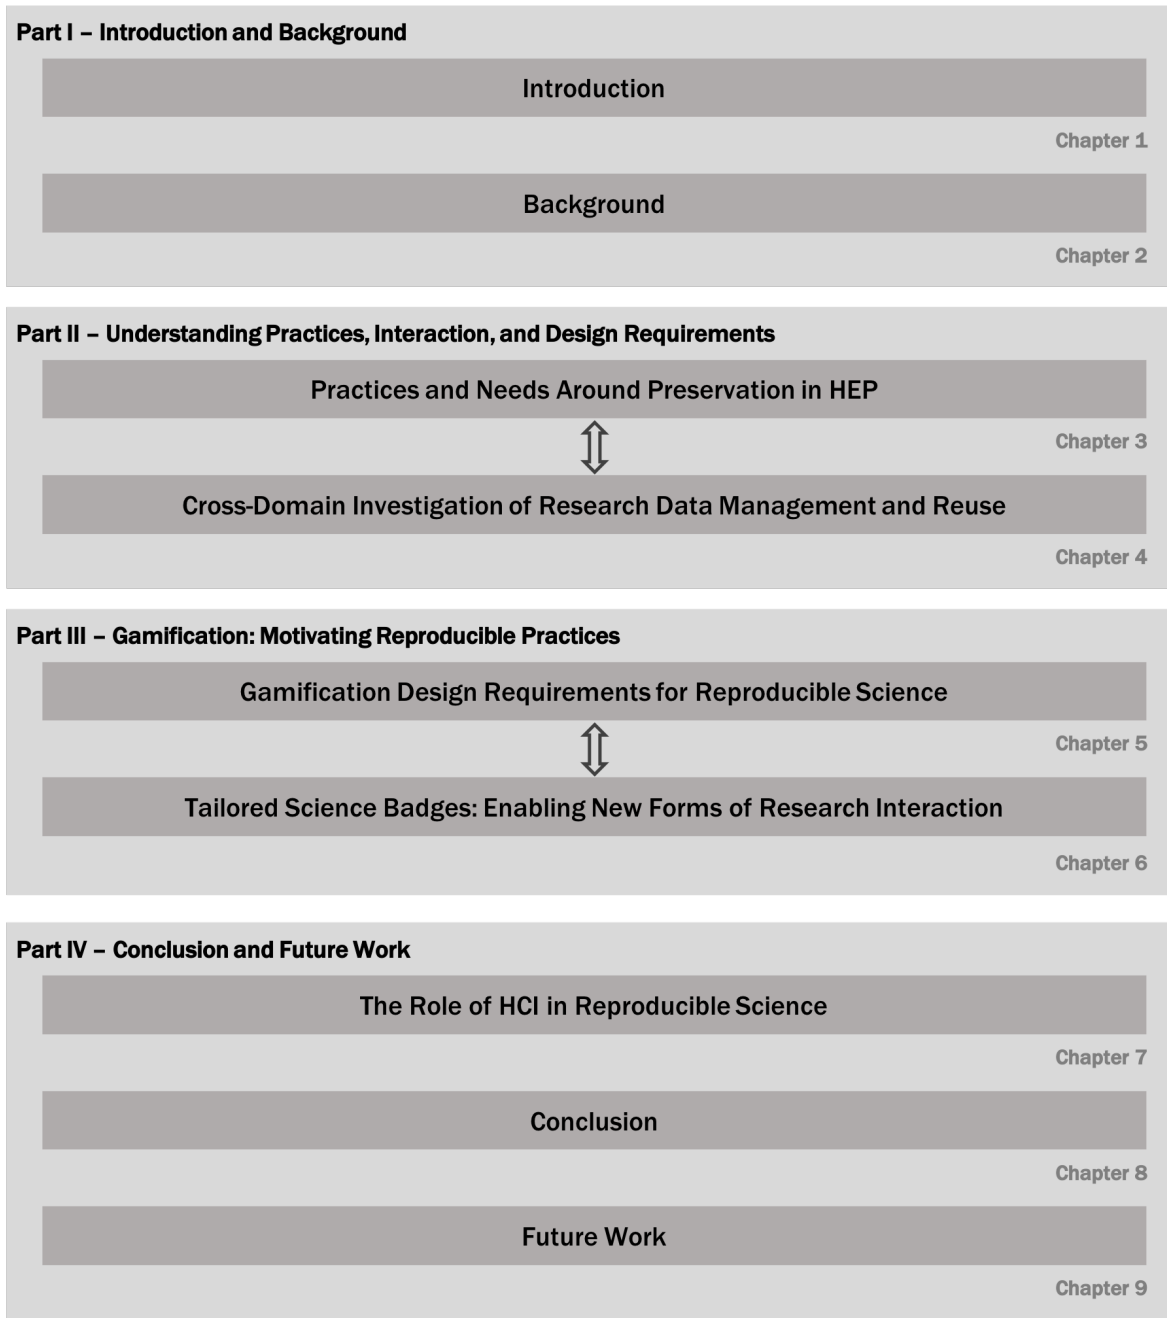 Part I – Introduction and Background
Introduction
Chapter 1
Background
Chapter 2
Part II – Understanding Practices, Interaction, and Design Requirements
Practices and Needs Around Preservation in HEP
Chapter 3
Cross-Domain Investigation of Research Data Management and Reuse
Chapter 4
Part III – Gamification: Motivating Reproducible Practices
Gamification Design Requirements for Reproducible Science
Chapter 5
Tailored Science Badges: Enabling New Forms of Research Interaction
Chapter 6
Part IV – Conclusion and Future Work
The Role of HCI in Reproducible Science
Chapter 7
Conclusion
Chapter 8
Future Work
Chapter 9